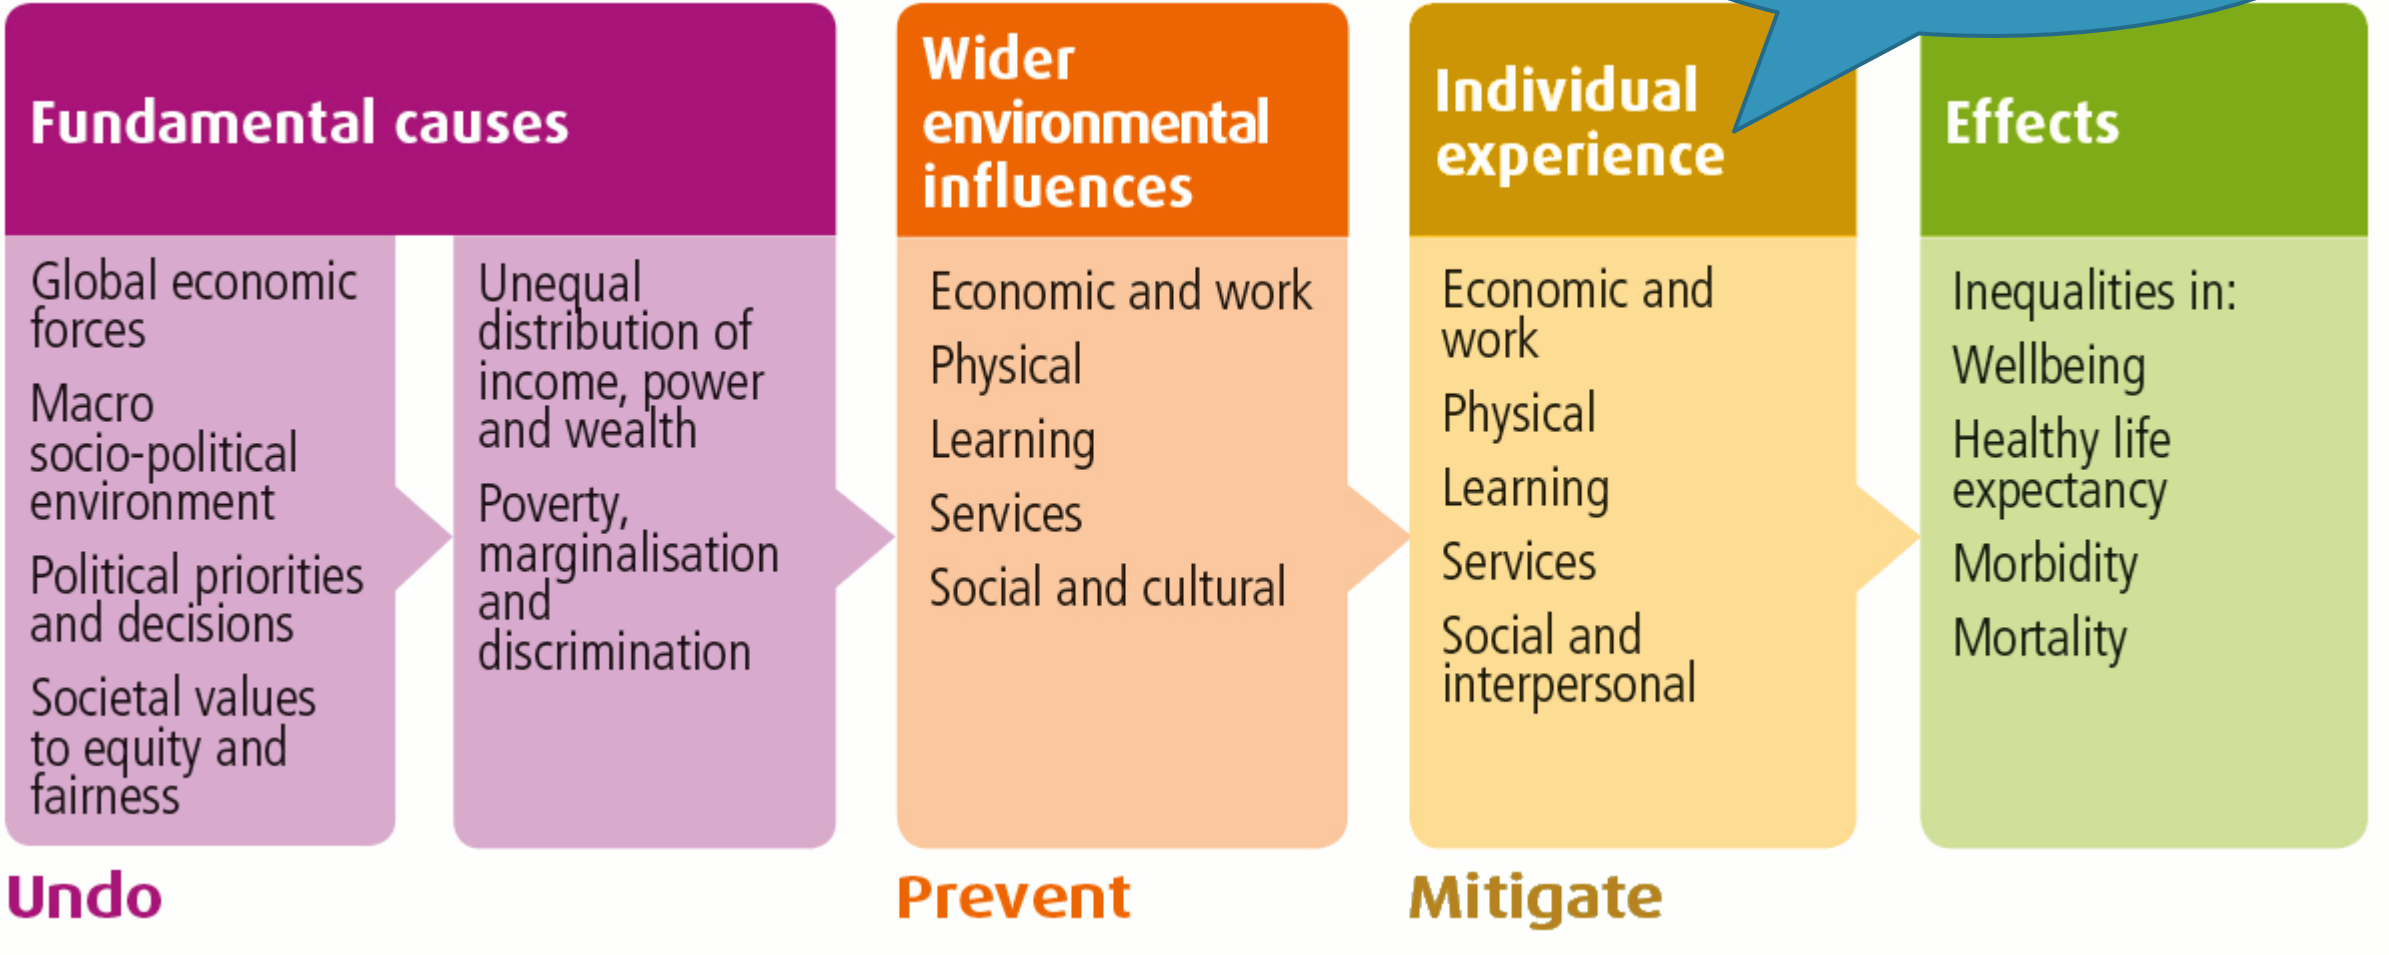 Fundamental causes
Global economic
forces
Macro
socio-political
environment
Political priorities
and decisions
Societal values
to equity and
fairness
Unequal
distribution of
income, power
and wealth
Poverty,
marginalisation
and
discrimination
Undo
Wider
environmental
influences
Economic and work
Physical
Learning
Services
Social and cultural
Prevent
Individual
experience
Economic and
work
Physical
Learning
Services
Social and
interpersonal
Mitigate
Effects
Inequalities in:
Wellbeing
Healthy life
expectancy
Morbidity
Mortality